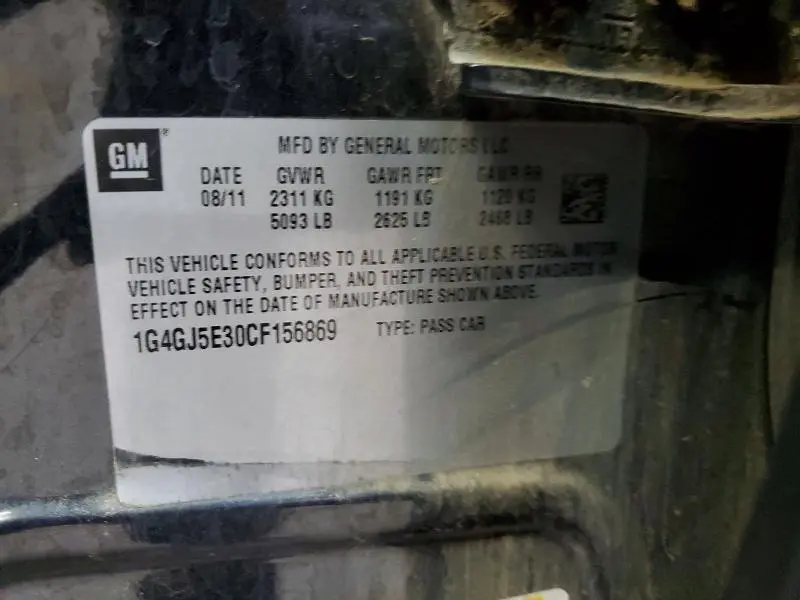 GM®
MFD BY GENERAL MOTORS LLC
DATE GVWR GAWR FRT GAWR RR
08/11 2311 KG 1191 KG 1120 KG
5093 LB 2625 LB 2468 LB
THIS VEHICLE CONFORMS TO ALL APPLICABLE U.S. FEDERAL MOTOR
VEHICLE SAFETY, BUMPER, AND THEFT PREVENTION STANDARDS IN
EFFECT ON THE DATE OF MANUFACTURE SHOWN ABOVE.
1G4GJ5E30CF156869 TYPE: PASS CAR